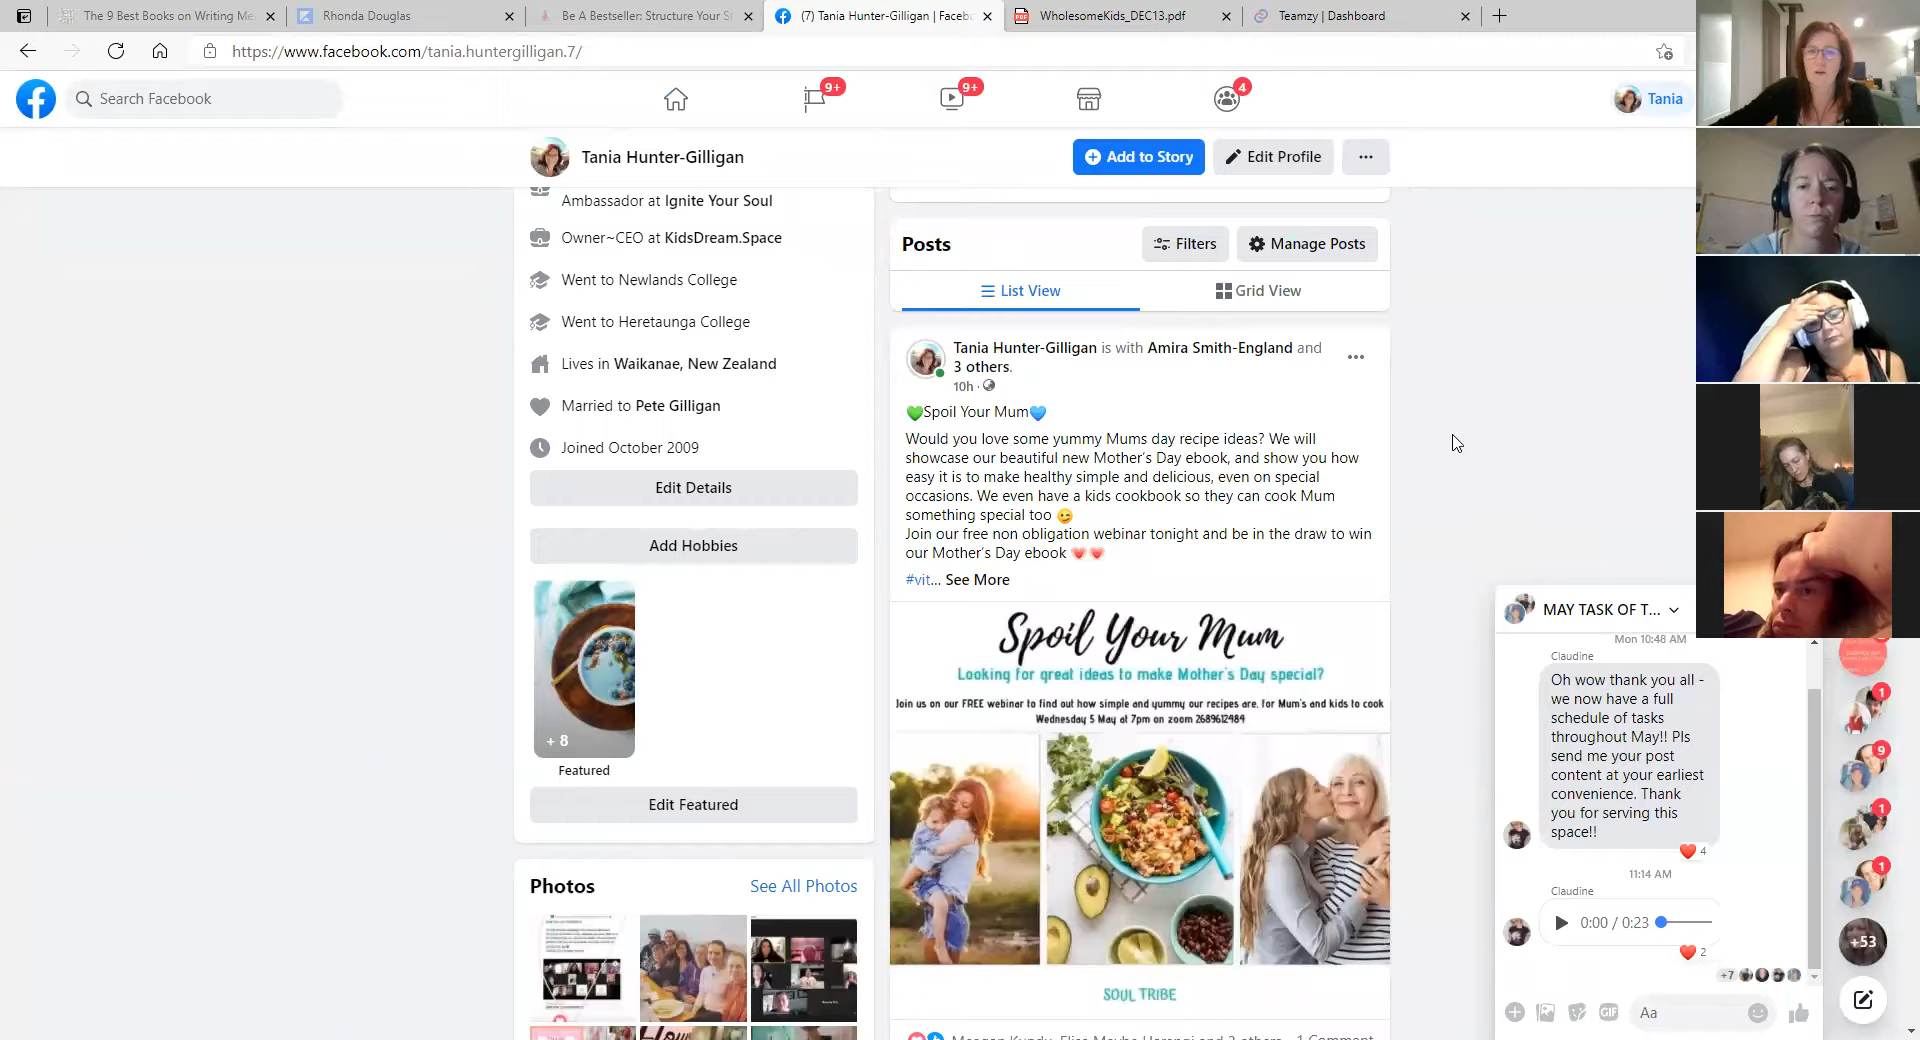 The 9 Best Books on Writing Me
Rhonda Douglas
Be A Bestseller: Structure Your S
(7) Tania Hunter-Gilligan | Faceb
WholesomeKids_DEC13.pdf
Teamzy | Dashboard
https://www.facebook.com/tania.huntergilligan.7/
Search Facebook
9+
9+
4
Tania
Tania Hunter-Gilligan
Add to Story
Edit Profile
Ambassador at Ignite Your Soul
Owner~CEO at KidsDream.Space
Went to Newlands College
Went to Heretaunga College
Lives in Waikanae, New Zealand
Married to Pete Gilligan
Joined October 2009
Edit Details
Add Hobbies
+ 8
Featured
Edit Featured
Photos
See All Photos
Posts
Filters
Manage Posts
List View
Grid View
Tania Hunter-Gilligan is with Amira Smith-England and
3 others.
10h ·
💚Spoil Your Mum💙
Would you love some yummy Mums day recipe ideas? We will
showcase our beautiful new Mother's Day ebook, and show you how
easy it is to make healthy simple and delicious, even on special
occasions. We even have a kids cookbook so they can cook Mum
something special too 😉
Join our free non obligation webinar tonight and be in the draw to win
our Mother's Day ebook ❤️❤️
#vit... See More
Spoil Your Mum
Looking for great ideas to make Mother's Day special?
Join us on our FREE webinar to find out how simple and yummy our recipes are, for Mum's and kids to cook
Wednesday 5 May at 7pm on zoom 2689612484
SOUL TRIBE
MAY TASK OF T...
Mon 10:48 AM
Claudine
Oh wow thank you all -
we now have a full
schedule of tasks
throughout May!! Pls
send me your post
content at your earliest
convenience. Thank
you for serving this
space!!
4
11:14 AM
Claudine
0:00 / 0:23
2
+7
GIF
Aa
1
9
1
1
+53